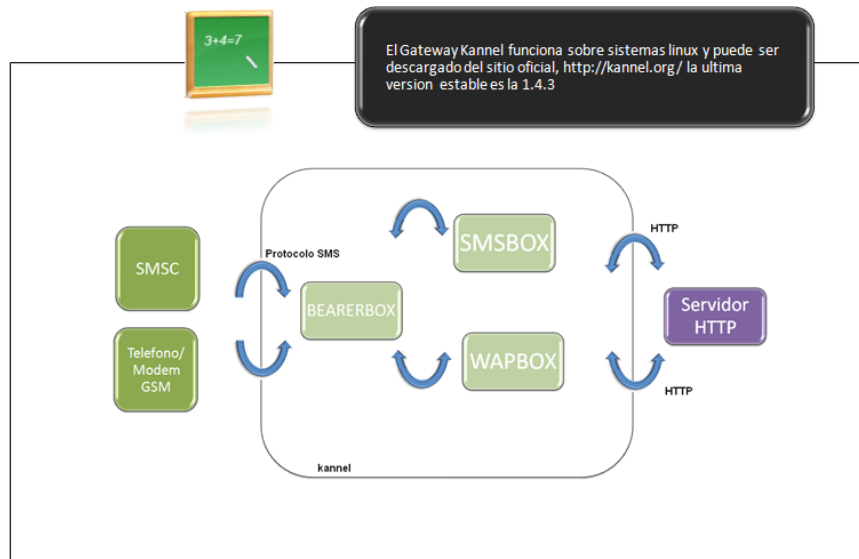 3+4=7
El Gateway Kannel funciona sobre sistemas linux y puede ser
descargado del sitio oficial, http://kannel.org/ la ultima
version estable es la 1.4.3
SMSC
Telefono/
Modem
GSM
Protocolo SMS
BEARERBOX
SMSBOX
WAPBOX
HTTP
Servidor
HTTP
HTTP
kannel